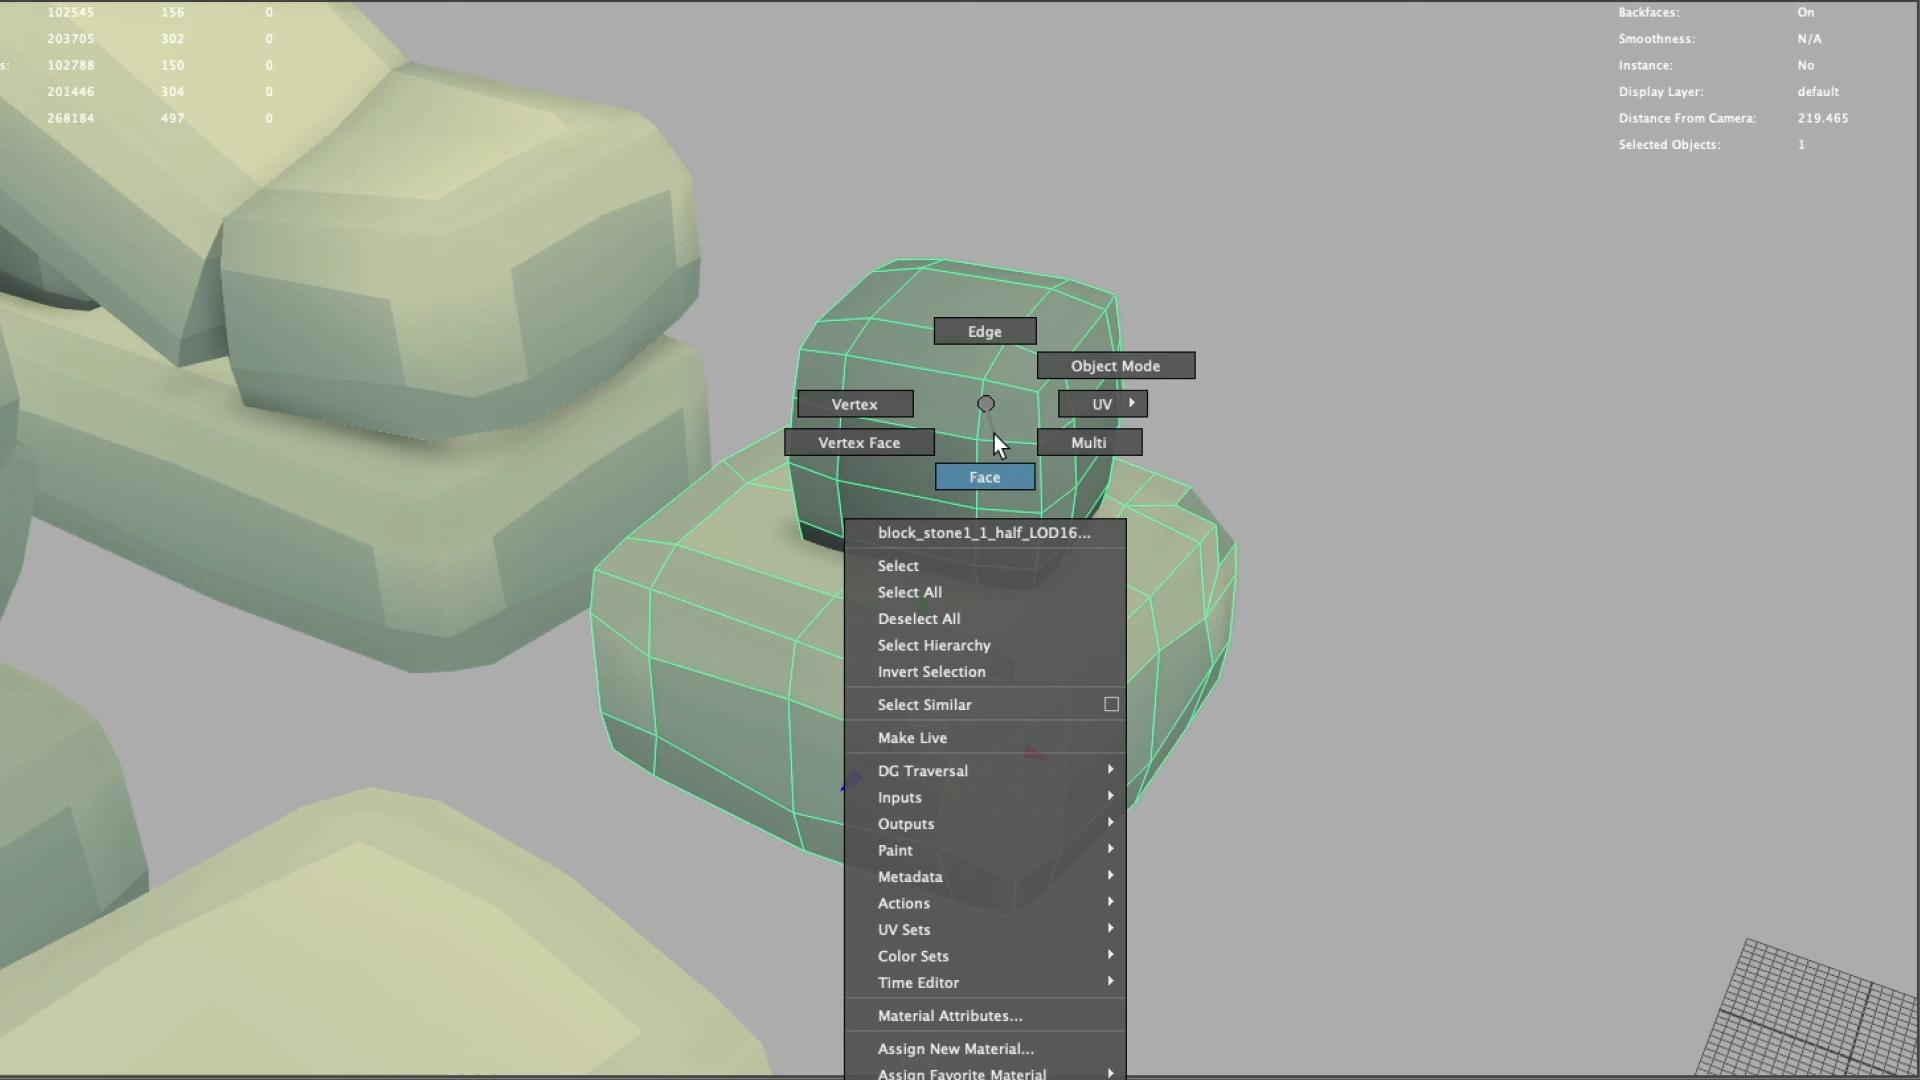 102545 156 0
203705 302 0
s: 102788 150 0
201446 304 0
268184 497 0
Backfaces: On
Smoothness: N/A
Instance: No
Display Layer: default
Distance From Camera: 219.465
Selected Objects: 1
Edge
Object Mode
Vertex
UV
Vertex Face
Multi
Face
block_stone1_1_half_LOD16...
Select
Select All
Deselect All
Select Hierarchy
Invert Selection
Select Similar
Make Live
DG Traversal
Inputs
Outputs
Paint
Metadata
Actions
UV Sets
Color Sets
Time Editor
Material Attributes...
Assign New Material...
Assign Favorite Material